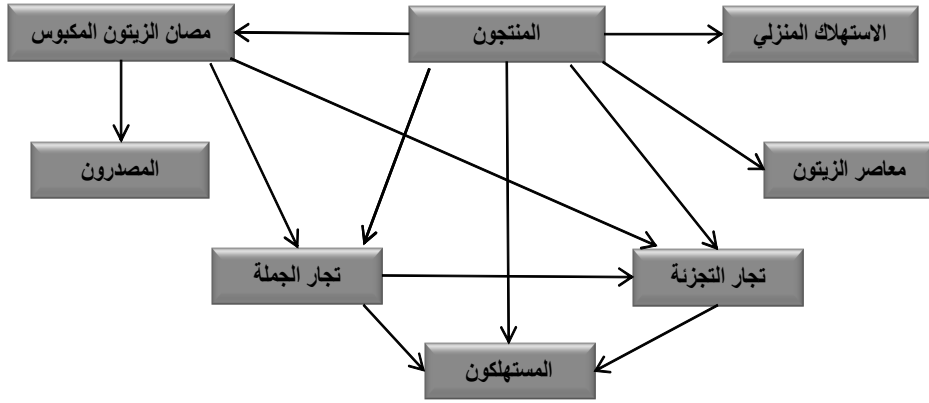 الاستهلاك المنزلي
المنتجون
مصان الزيتون المكبوس
معاصر الزيتون
المصدرون
تجار التجزئة
تجار الجملة
المستهلكون